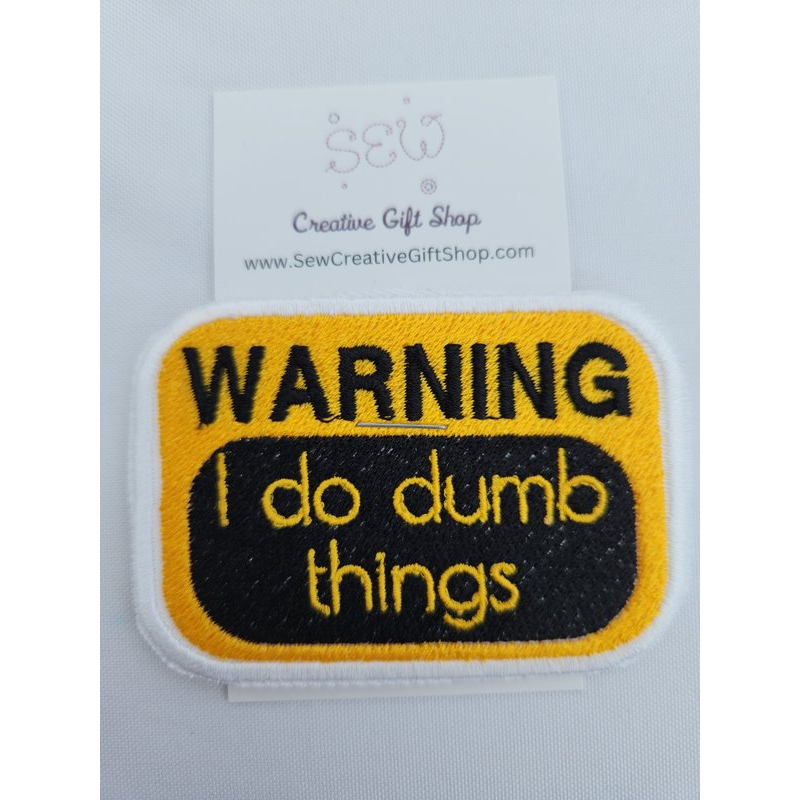 SEW
Creative Gift Shop
www.SewCreativeGiftShop.com
WARNING
I do dumb
things